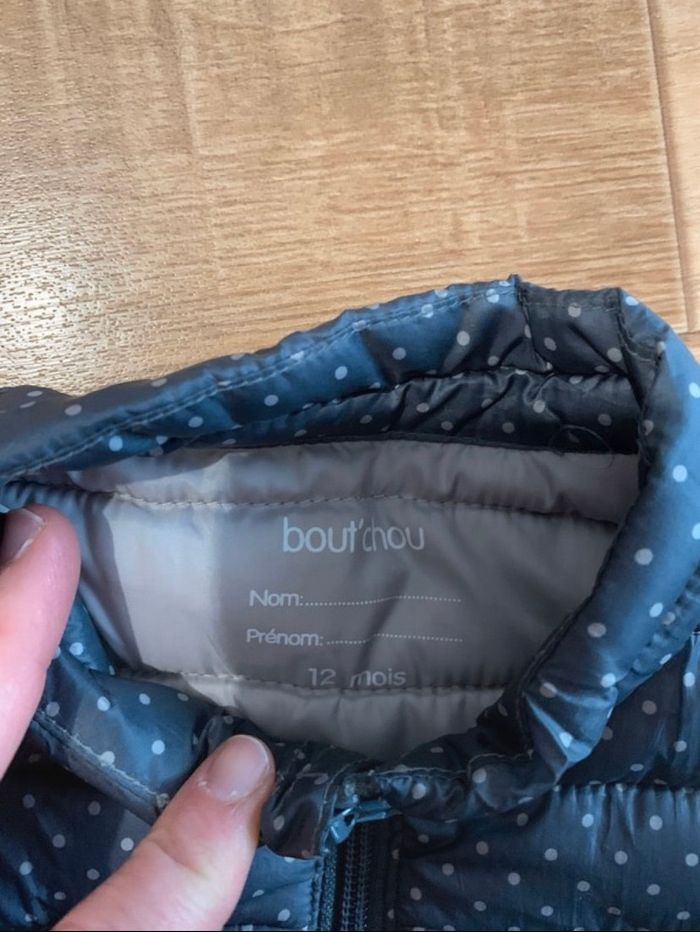 bout'chou
Nom:..............................
Prénom:.........................
12 mois